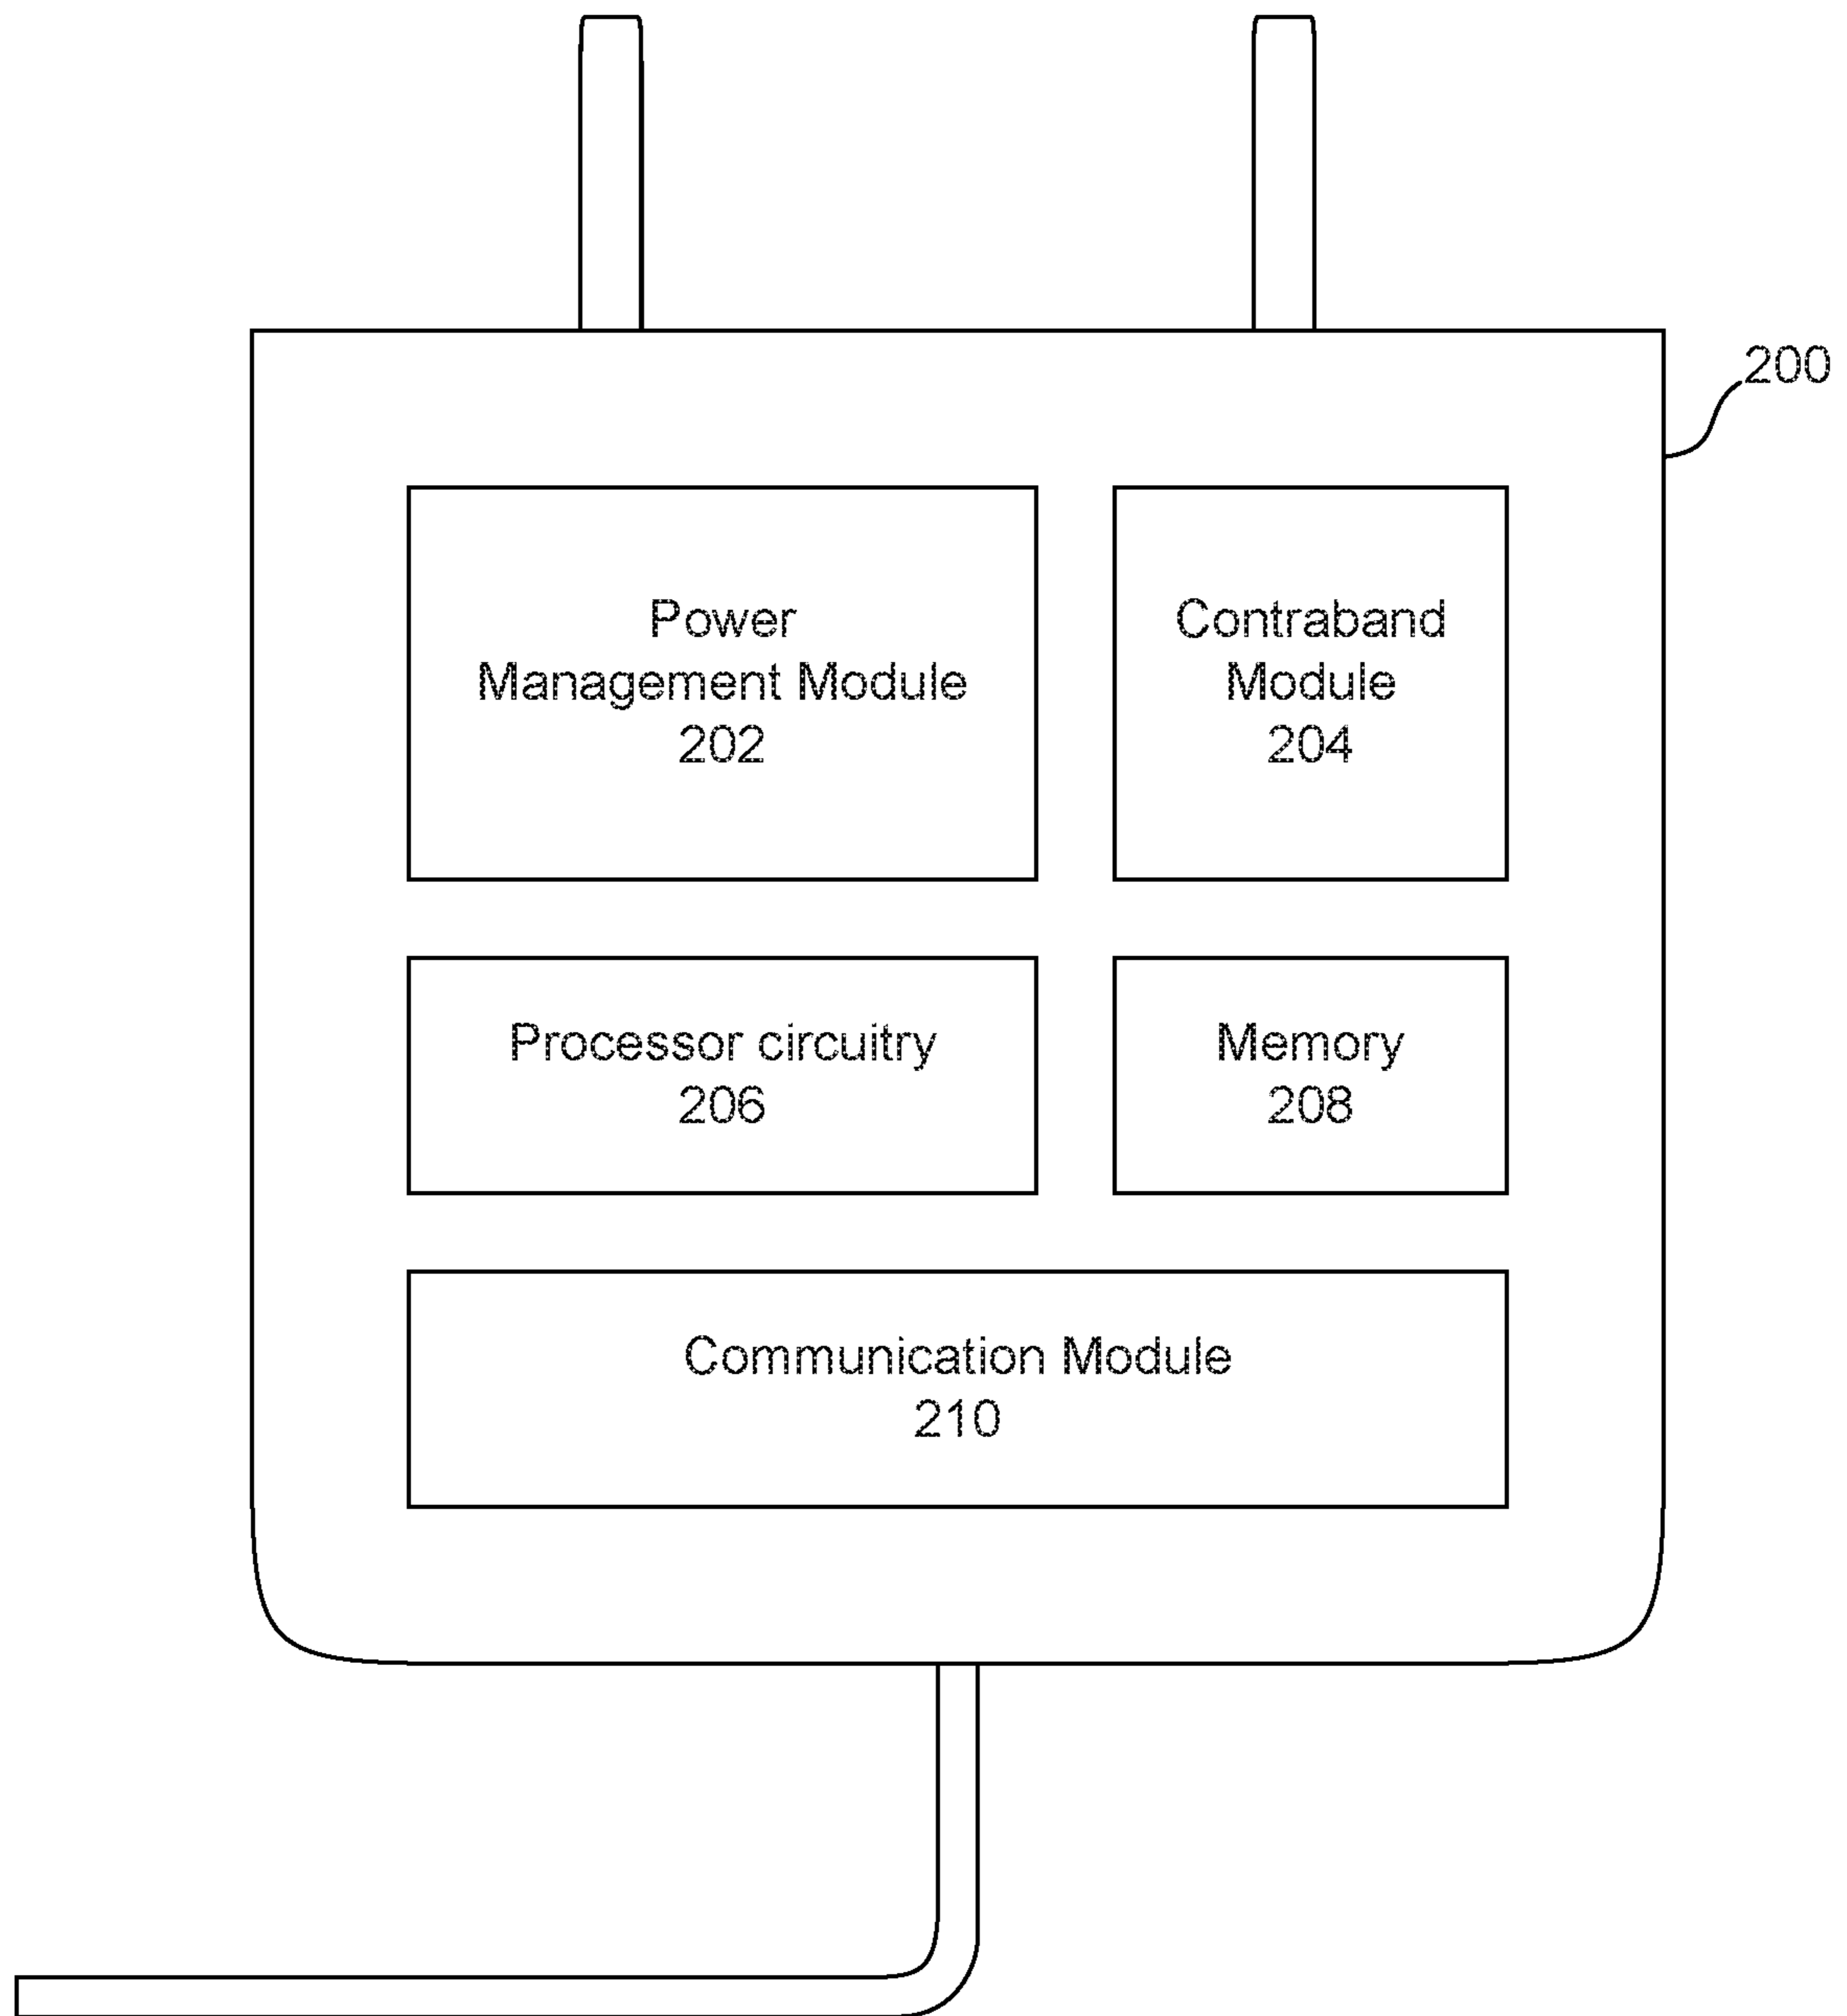 200
Power
Management Module
202
Contraband
Module
204
Processor circuitry
206
Memory
208
Communication Module
210